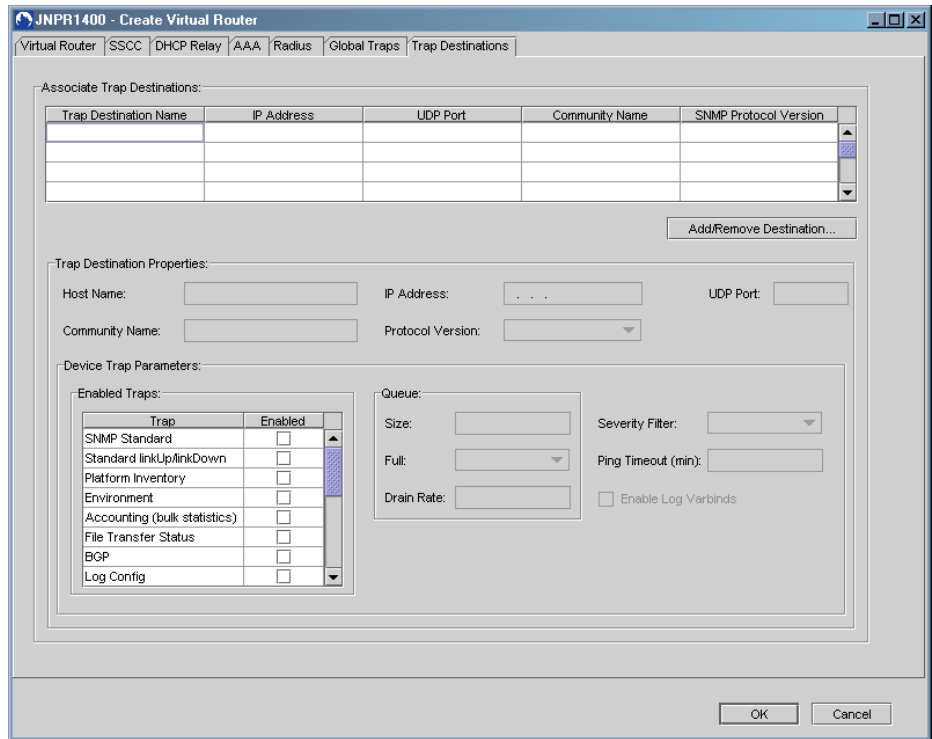 JNPR1400 - Create Virtual Router
Virtual Router SSCC DHCP Relay AAA Radius Global Traps Trap Destinations
Associate Trap Destinations:
Trap Destination Name IP Address UDP Port Community Name SNMP Protocol Version
Add/Remove Destination...
Trap Destination Properties:
Host Name: IP Address: . . . UDP Port:
Community Name: Protocol Version:
Device Trap Parameters:
Enabled Traps:
Trap Enabled
SNMP Standard
Standard linkUp/linkDown
Platform Inventory
Environment
Accounting (bulk statistics)
File Transfer Status
BGP
Log Config
Queue:
Size:
Full:
Drain Rate:
Severity Filter:
Ping Timeout (min):
Enable Log Varbinds
OK Cancel